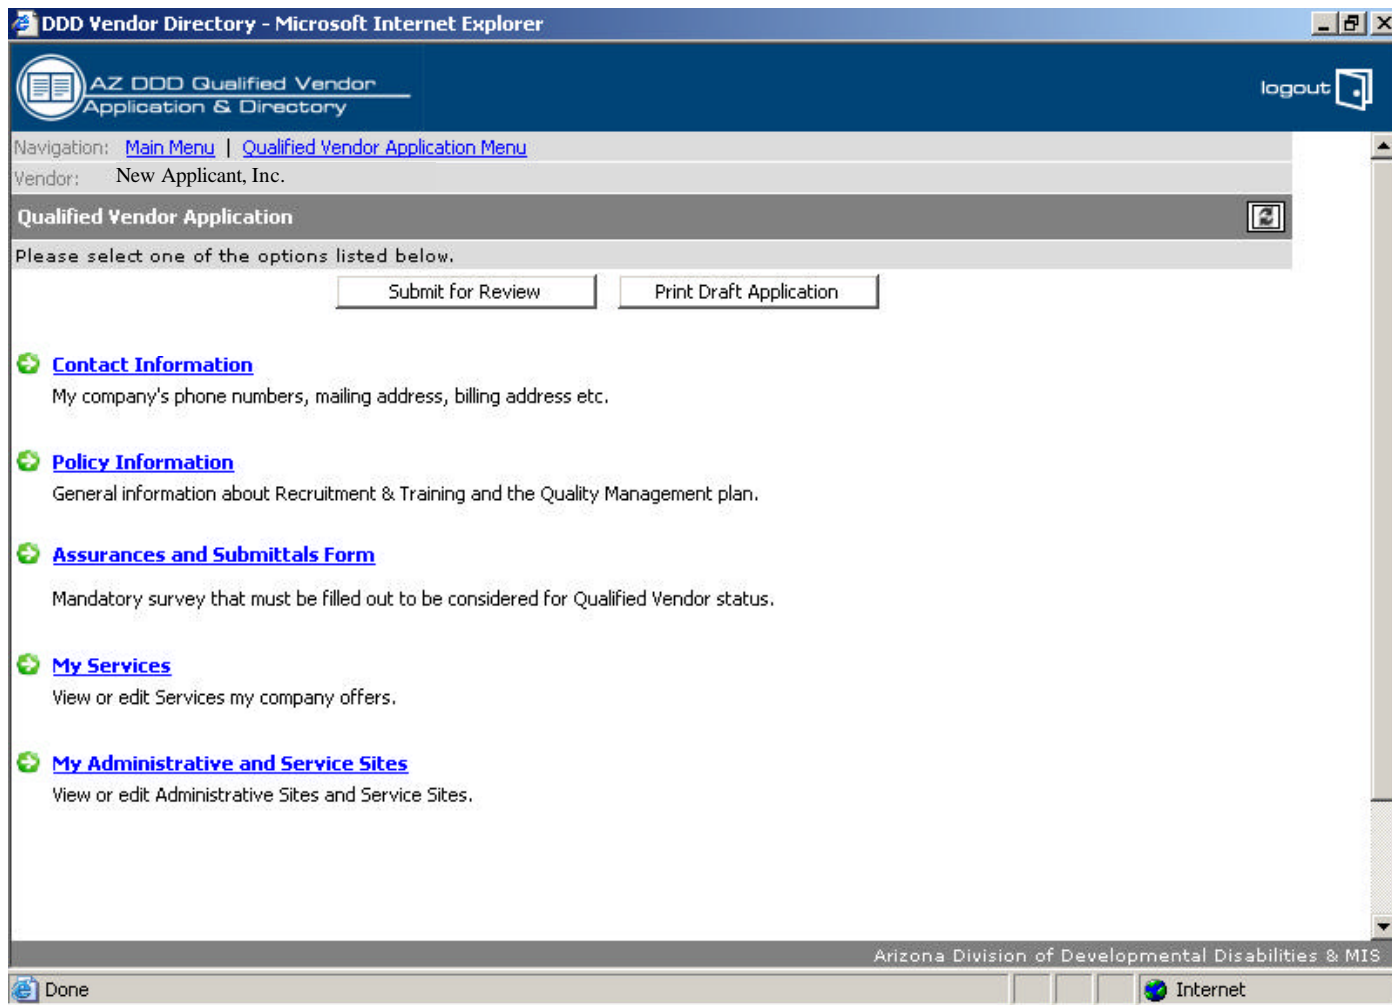 DDD Vendor Directory - Microsoft Internet Explorer
AZ DDD Qualified Vendor
Application & Directory
logout
Navigation: Main Menu | Qualified Vendor Application Menu
Vendor: New Applicant, Inc.
Qualified Vendor Application
Please select one of the options listed below.
Submit for Review Print Draft Application
Contact Information
My company's phone numbers, mailing address, billing address etc.
Policy Information
General information about Recruitment & Training and the Quality Management plan.
Assurances and Submittals Form
Mandatory survey that must be filled out to be considered for Qualified Vendor status.
My Services
View or edit Services my company offers.
My Administrative and Service Sites
View or edit Administrative Sites and Service Sites.
Arizona Division of Developmental Disabilities & MIS
Done Internet